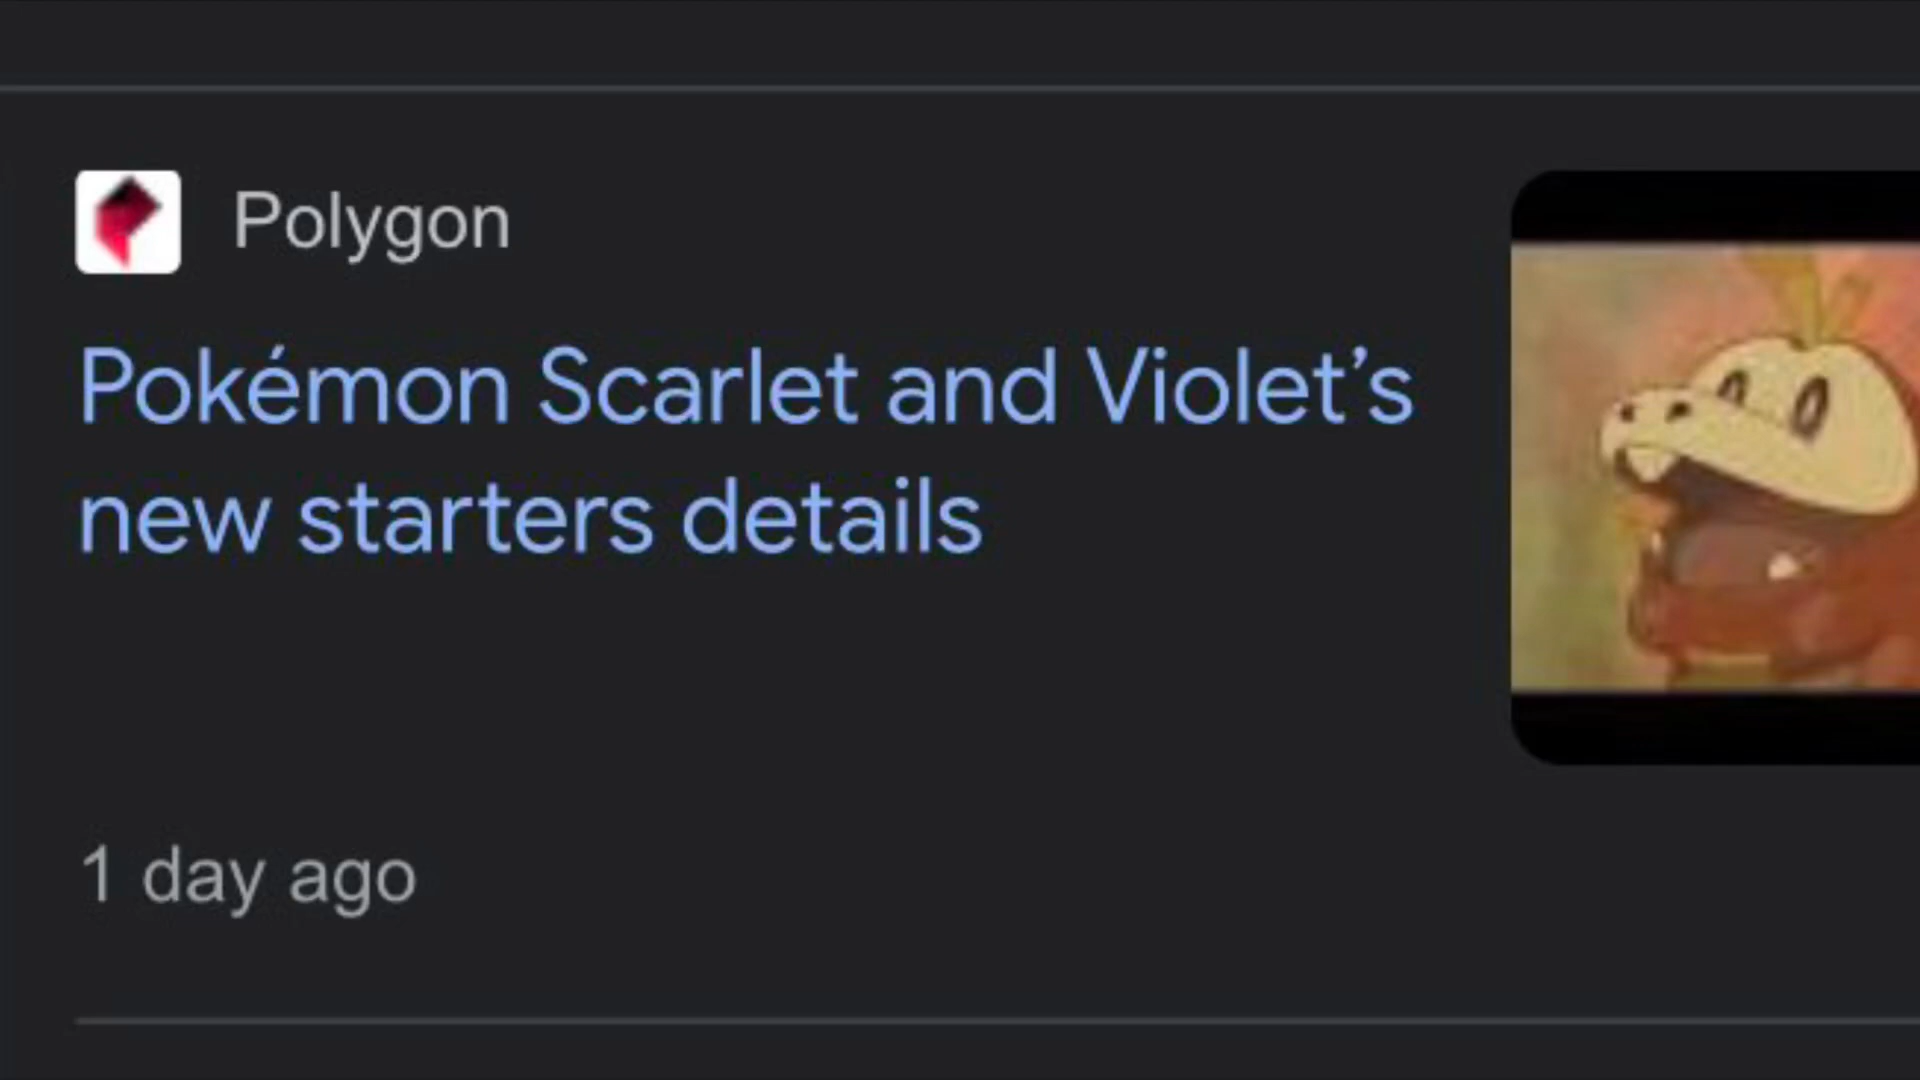 Polygon
Pokémon Scarlet and Violet’s
new starters details
1 day ago